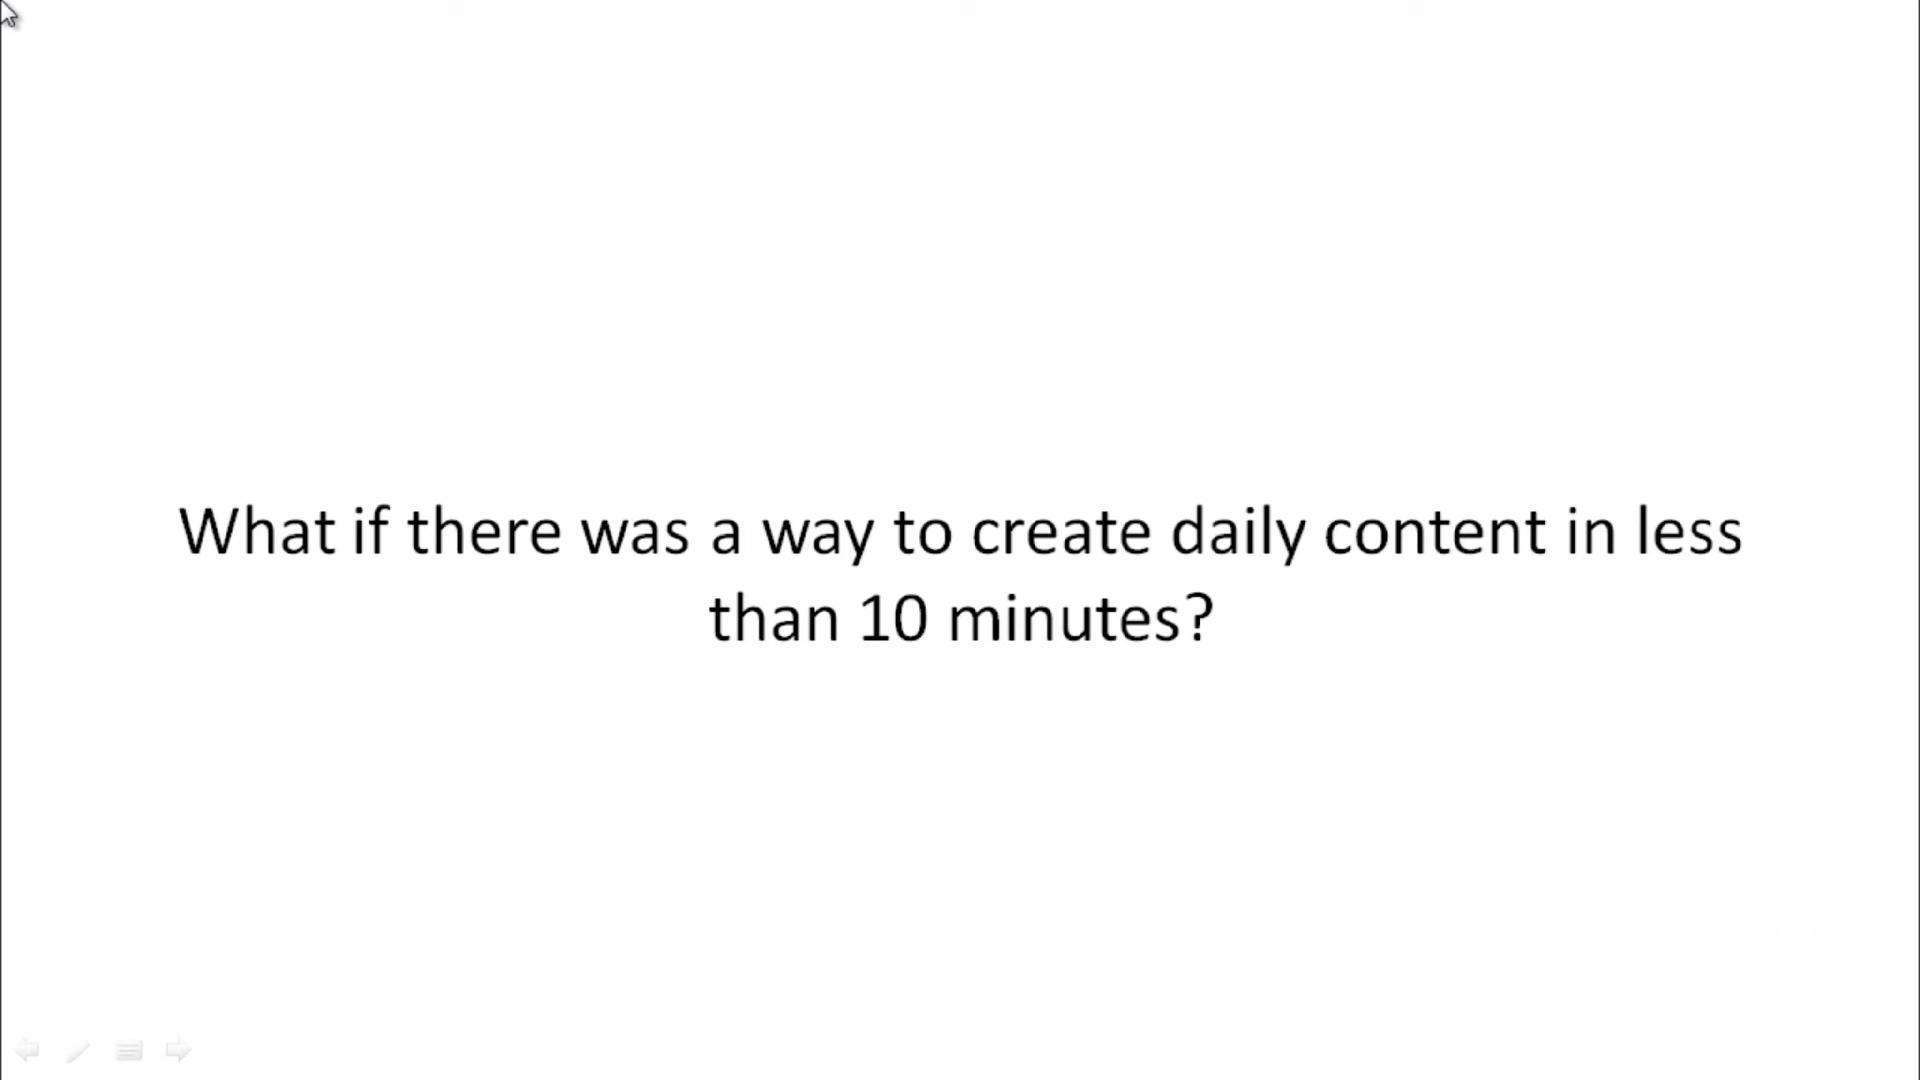 What if there was a way to create daily content in less
than 10 minutes?